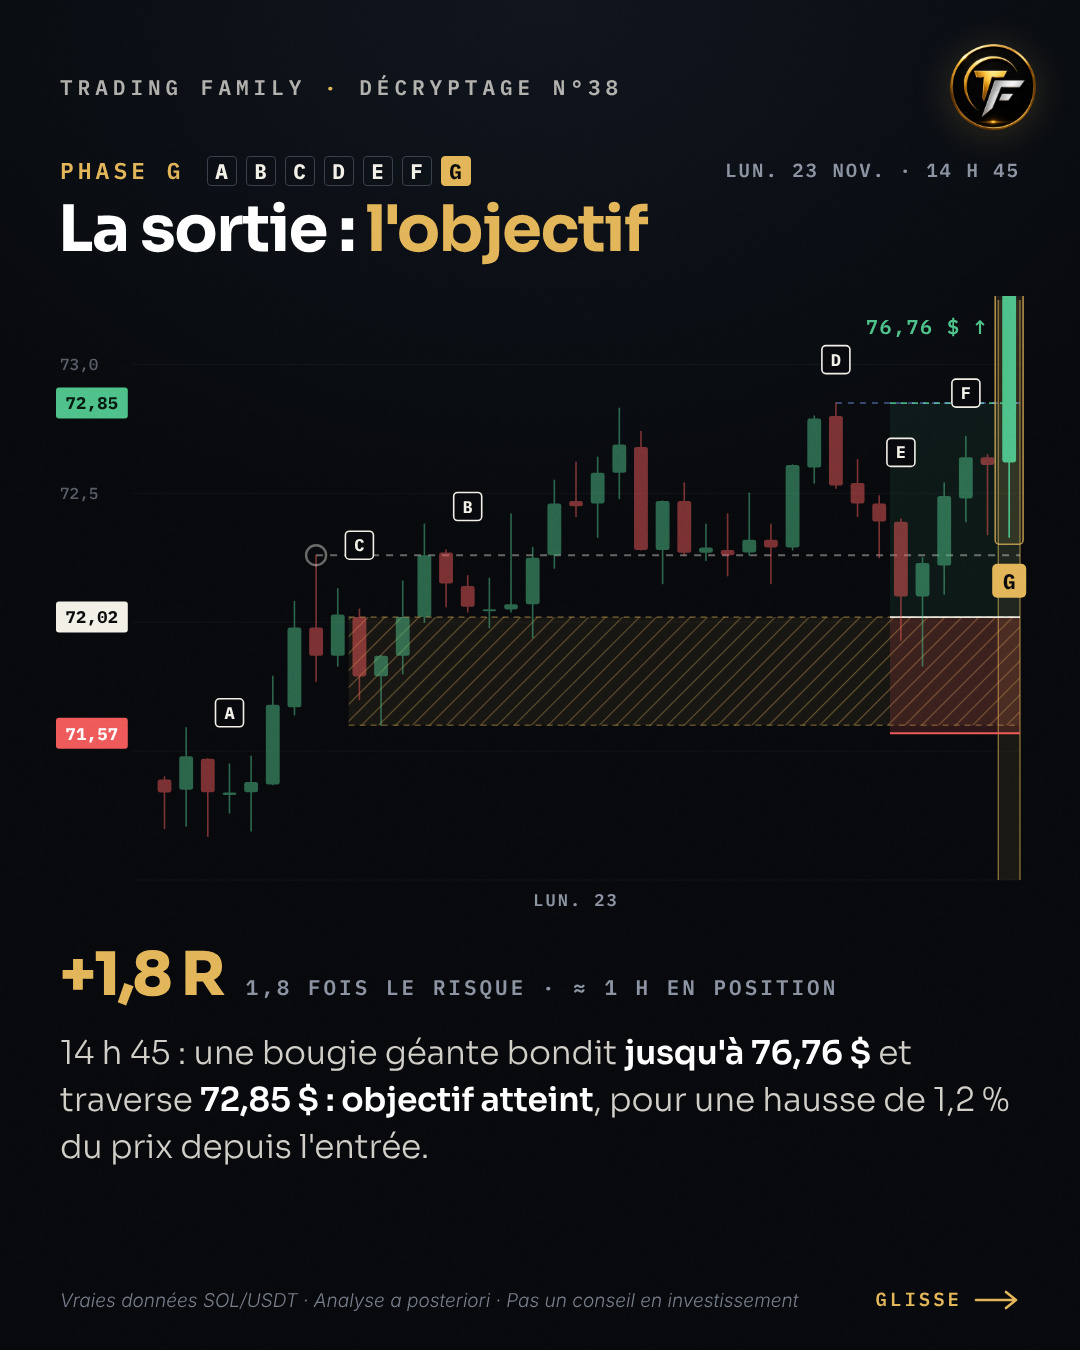 TRADING FAMILY · DÉCRYPTAGE N°38
TF
PHASE G A B C D E F G
LUN. 23 NOV. · 14 H 45
La sortie : l'objectif
76,76 $ ↑
73,0
D
72,85
F
E
72,5
B
C
G
72,02
A
71,57
LUN. 23
+1,8 R 1,8 FOIS LE RISQUE · ≈ 1 H EN POSITION
14 h 45 : une bougie géante bondit jusqu'à 76,76 $ et
traverse 72,85 $ : objectif atteint, pour une hausse de 1,2 %
du prix depuis l'entrée.
Vraies données SOL/USDT · Analyse a posteriori · Pas un conseil en investissement
GLISSE →